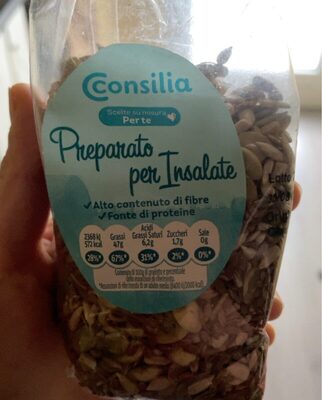 Consilia
Scelte su misura
Per te
Preparato
per Insalate
✓ Alto contenuto di fibre
✓ Fonte di proteine
2368 kJ
572 kcal
28%*
Grassi
47g
67%*
Acidi
Grassi Saturi
6,2g
31%*
Zuccheri
1,7g
2%*
Sale
0g
0%*
Lotto